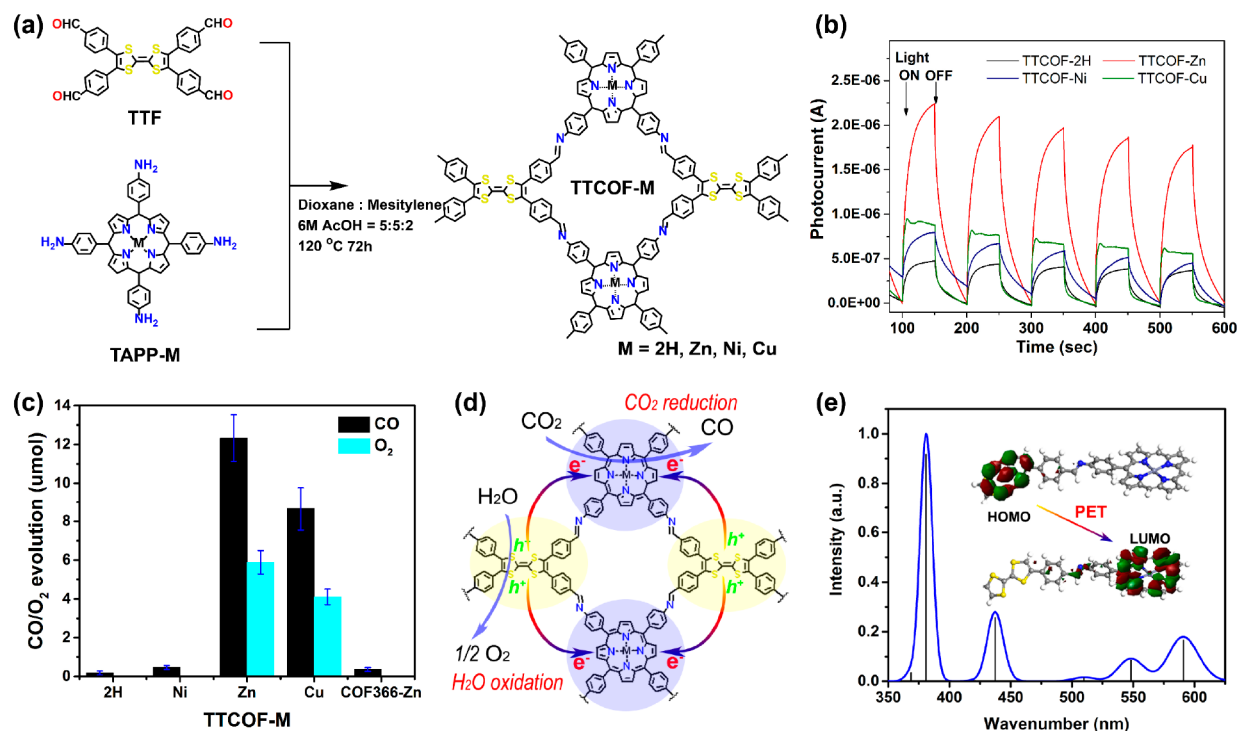 (a)
CHO
CHO
S
S
S
S
CHO
CHO
TTF
NH2
N
N
M
N
N
H2N
NH2
NH2
TAPP-M
Dioxane : Mesitylene:
6M AcOH = 5:5:2
120 °C 72h
N
N
M
N
N
N
N
S
S
S
S
TTCOF-M
S
S
S
S
N
N
N
N
M
N
N
M = 2H, Zn, Ni, Cu
(b)
TTCOF-2H
TTCOF-Zn
TTCOF-Ni
TTCOF-Cu
Light
ON OFF
2.5E-06
2.0E-06
1.5E-06
1.0E-06
5.0E-07
0.0E+00
Photocurrent (A)
100 200 300 400 500 600
Time (sec)
(c)
CO
O2
14
12
10
8
6
4
2
0
CO/O2 evolution (umol)
2H Ni Zn Cu COF366-Zn
TTCOF-M
(d)
CO2
CO2 reduction
CO
e-
e-
N
N
M
N
N
H2O
N
N
h+
h+
S
S
S
S
h+
h+
S
S
S
S
N
N
e-
e-
N
N
M
N
N
1/2 O2
H2O oxidation
(e)
1.0
0.8
0.6
0.4
0.2
0.0
Intensity (a.u.)
HOMO
PET
LUMO
350 400 450 500 550 600
Wavenumber (nm)